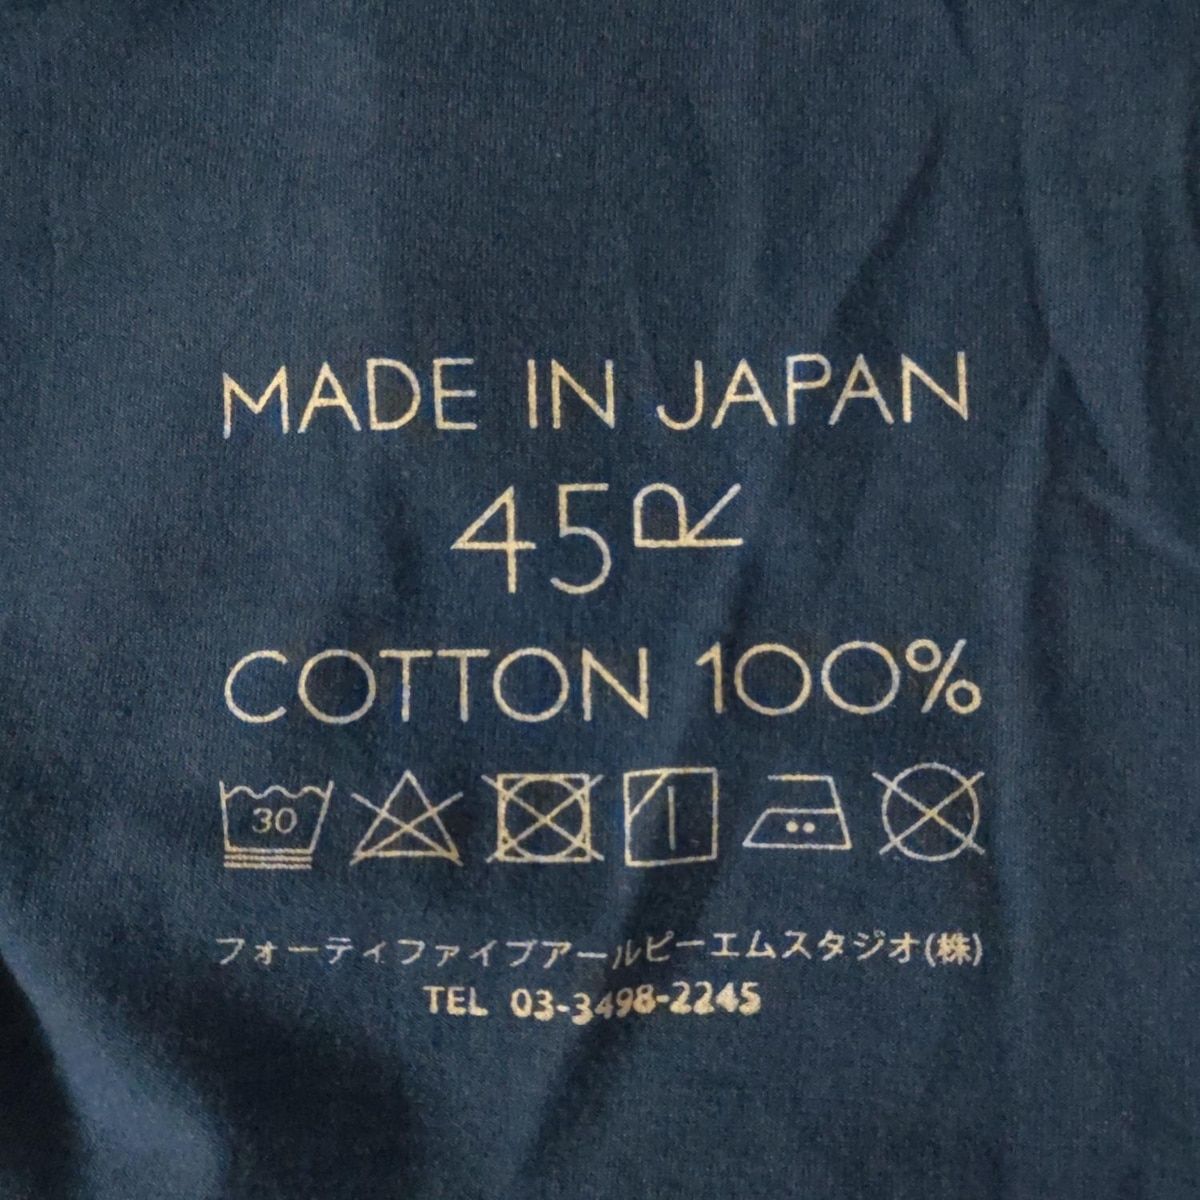 MADE IN JAPAN
45R
COTTON 100%
30
フォーティファイブアールピーエムスタジオ(株)
TEL 03-3498-2245